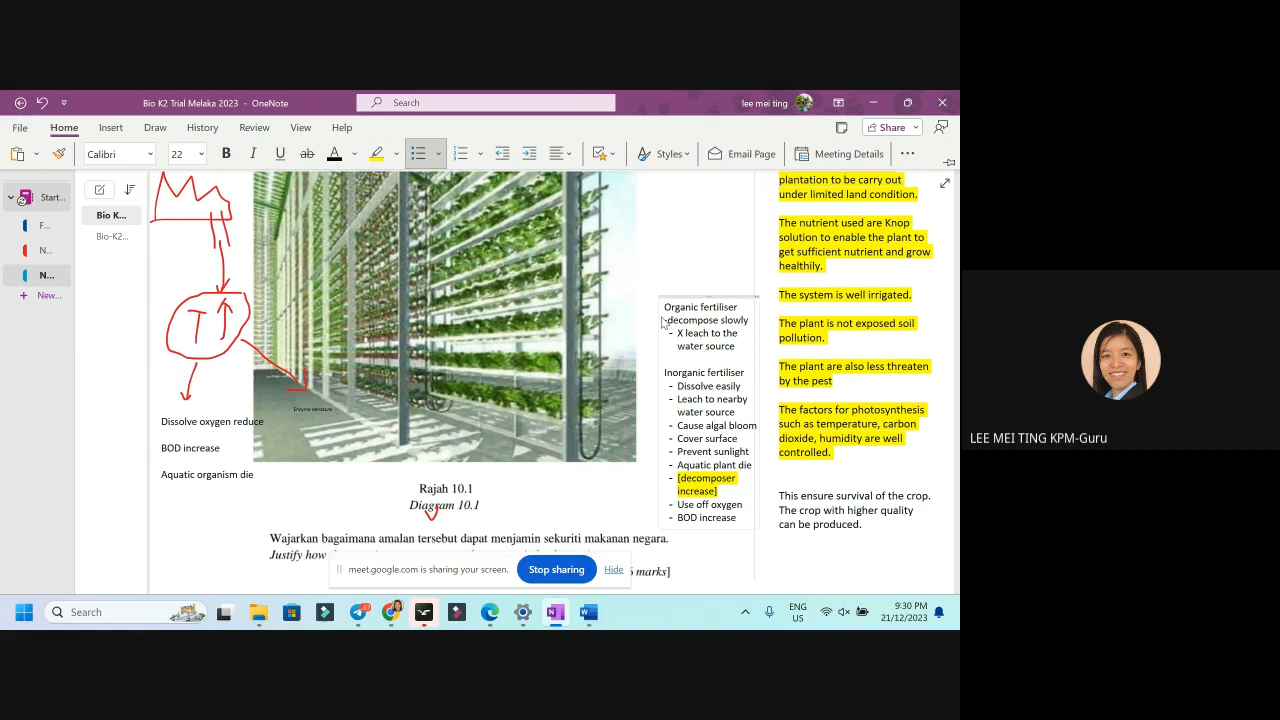 Bio K2 Trial Melaka 2023 - OneNote
Search
lee mei ting
File
Home
Insert
Draw
History
Review
View
Help
Share
Calibri
22
B
I
U
ab
A
Styles
Email Page
Meeting Details
Start...
F...
N...
N...
New...
Bio K...
Bio-K2...
T
Enzyme denature
Dissolve oxygen reduce
BOD increase
Aquatic organism die
Rajah 10.1
Diagram 10.1
Wajarkan bagaimana amalan tersebut dapat menjamin sekuriti makanan negara.
Justify how
marks]
meet.google.com is sharing your screen.
Stop sharing
Hide
Organic fertiliser
decompose slowly
- X leach to the
water source
Inorganic fertiliser
- Dissolve easily
- Leach to nearby
water source
- Cause algal bloom
- Cover surface
- Prevent sunlight
- Aquatic plant die
- [decomposer
increase]
- Use off oxygen
- BOD increase
plantation to be carry out
under limited land condition.
The nutrient used are Knop
solution to enable the plant to
get sufficient nutrient and grow
healthily.
The system is well irrigated.
The plant is not exposed soil
pollution.
The plant are also less threaten
by the pest
The factors for photosynthesis
such as temperature, carbon
dioxide, humidity are well
controlled.
This ensure survival of the crop.
The crop with higher quality
can be produced.
LEE MEI TING KPM-Guru
Search
ENG
US
9:30 PM
21/12/2023